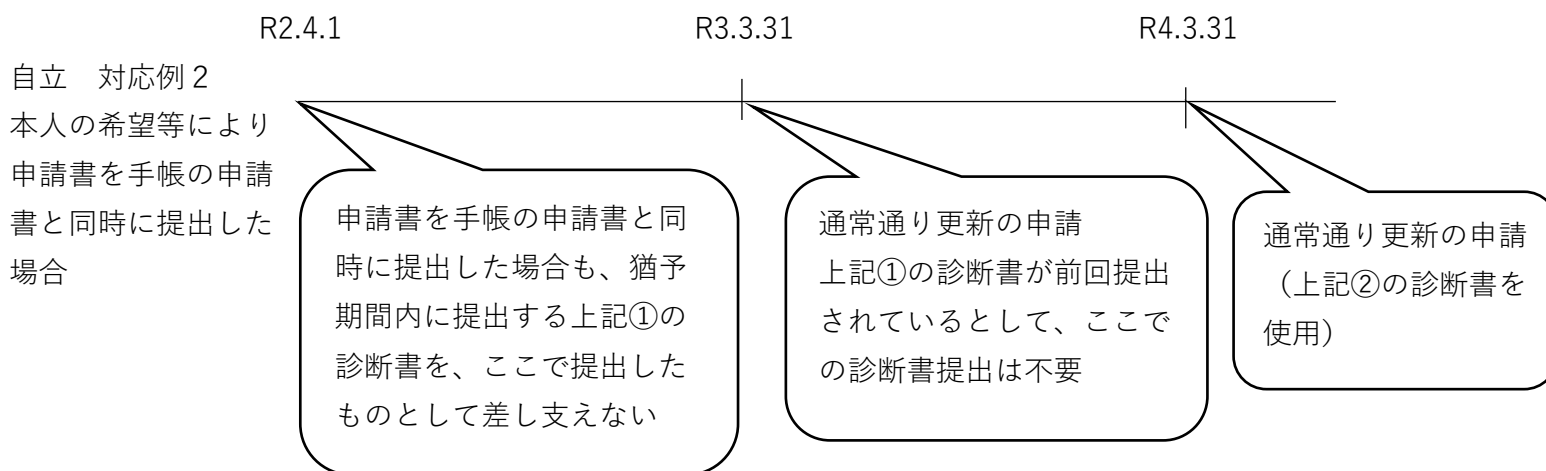 R2.4.1
R3.3.31
R4.3.31
自立　対応例２
本人の希望等により
申請書を手帳の申請
書と同時に提出した
場合
申請書を手帳の申請書と同
時に提出した場合も、猶予
期間内に提出する上記①の
診断書を、ここで提出した
ものとして差し支えない
通常通り更新の申請
上記①の診断書が前回提出
されているとして、ここで
の診断書提出は不要
通常通り更新の申請
（上記②の診断書を
使用）